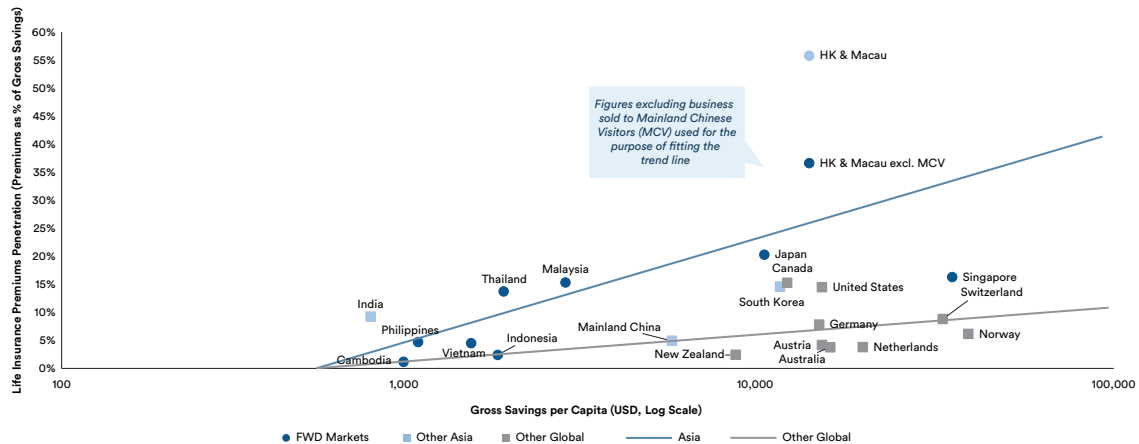 Life Insurance Premiums Penetration (Premiums as % of Gross Savings)
60%
55%
50%
45%
40%
35%
30%
25%
20%
15%
10%
5%
0%
HK & Macau
Figures excluding business
sold to Mainland Chinese
Visitors (MCV) used for the
purpose of fitting the
trend line
HK & Macau excl. MCV
Japan
Canada
Malaysia
Thailand
Singapore
Switzerland
United States
South Korea
India
Philippines
Mainland China
Germany
Norway
Indonesia
Vietnam
Cambodia
New Zealand
Austria
Australia
Netherlands
100
1,000
10,000
100,000
Gross Savings per Capita (USD, Log Scale)
FWD Markets
Other Asia
Other Global
Asia
Other Global